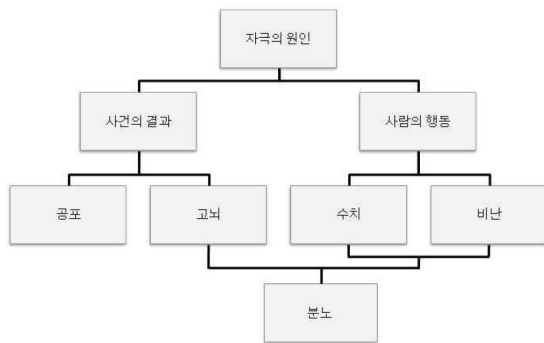 자극의 원인
사건의 결과
사람의 행동
공포
고뇌
수치
비난
분노